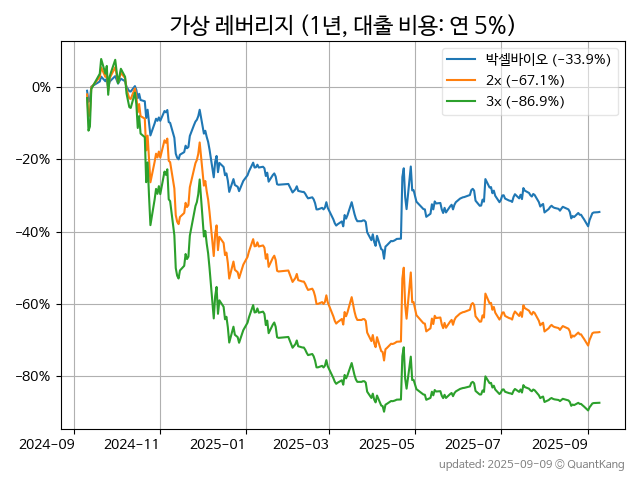 가상 레버리지 (1년, 대출 비용: 연 5%)
박셀바이오 (−33.9%)
2x (−67.1%)
3x (−86.9%)
0%
−20%
−40%
−60%
−80%
2024−09 2024−11 2025−01 2025−03 2025−05 2025−07 2025−09
updated: 2025-09-09 © QuantKang